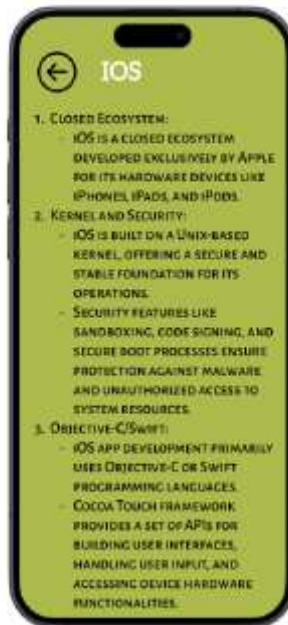 IOS
1. Closed Ecosystem:
- iOS is a closed ecosystem
developed exclusively by Apple
for its hardware devices like
iPhones, iPads, and iPods.
2. Kernel and Security:
- iOS is built on a Unix-based
kernel, offering a secure and
stable foundation for its
operations.
- Security features like
sandboxing, code signing, and
secure boot processes ensure
protection against malware
and unauthorized access to
system resources.
3. Objective-C/Swift:
- iOS app development primarily
uses Objective-C or Swift
programming languages.
- Cocoa Touch framework
provides a set of APIs for
building user interfaces,
handling user input, and
accessing device hardware
functionalities.